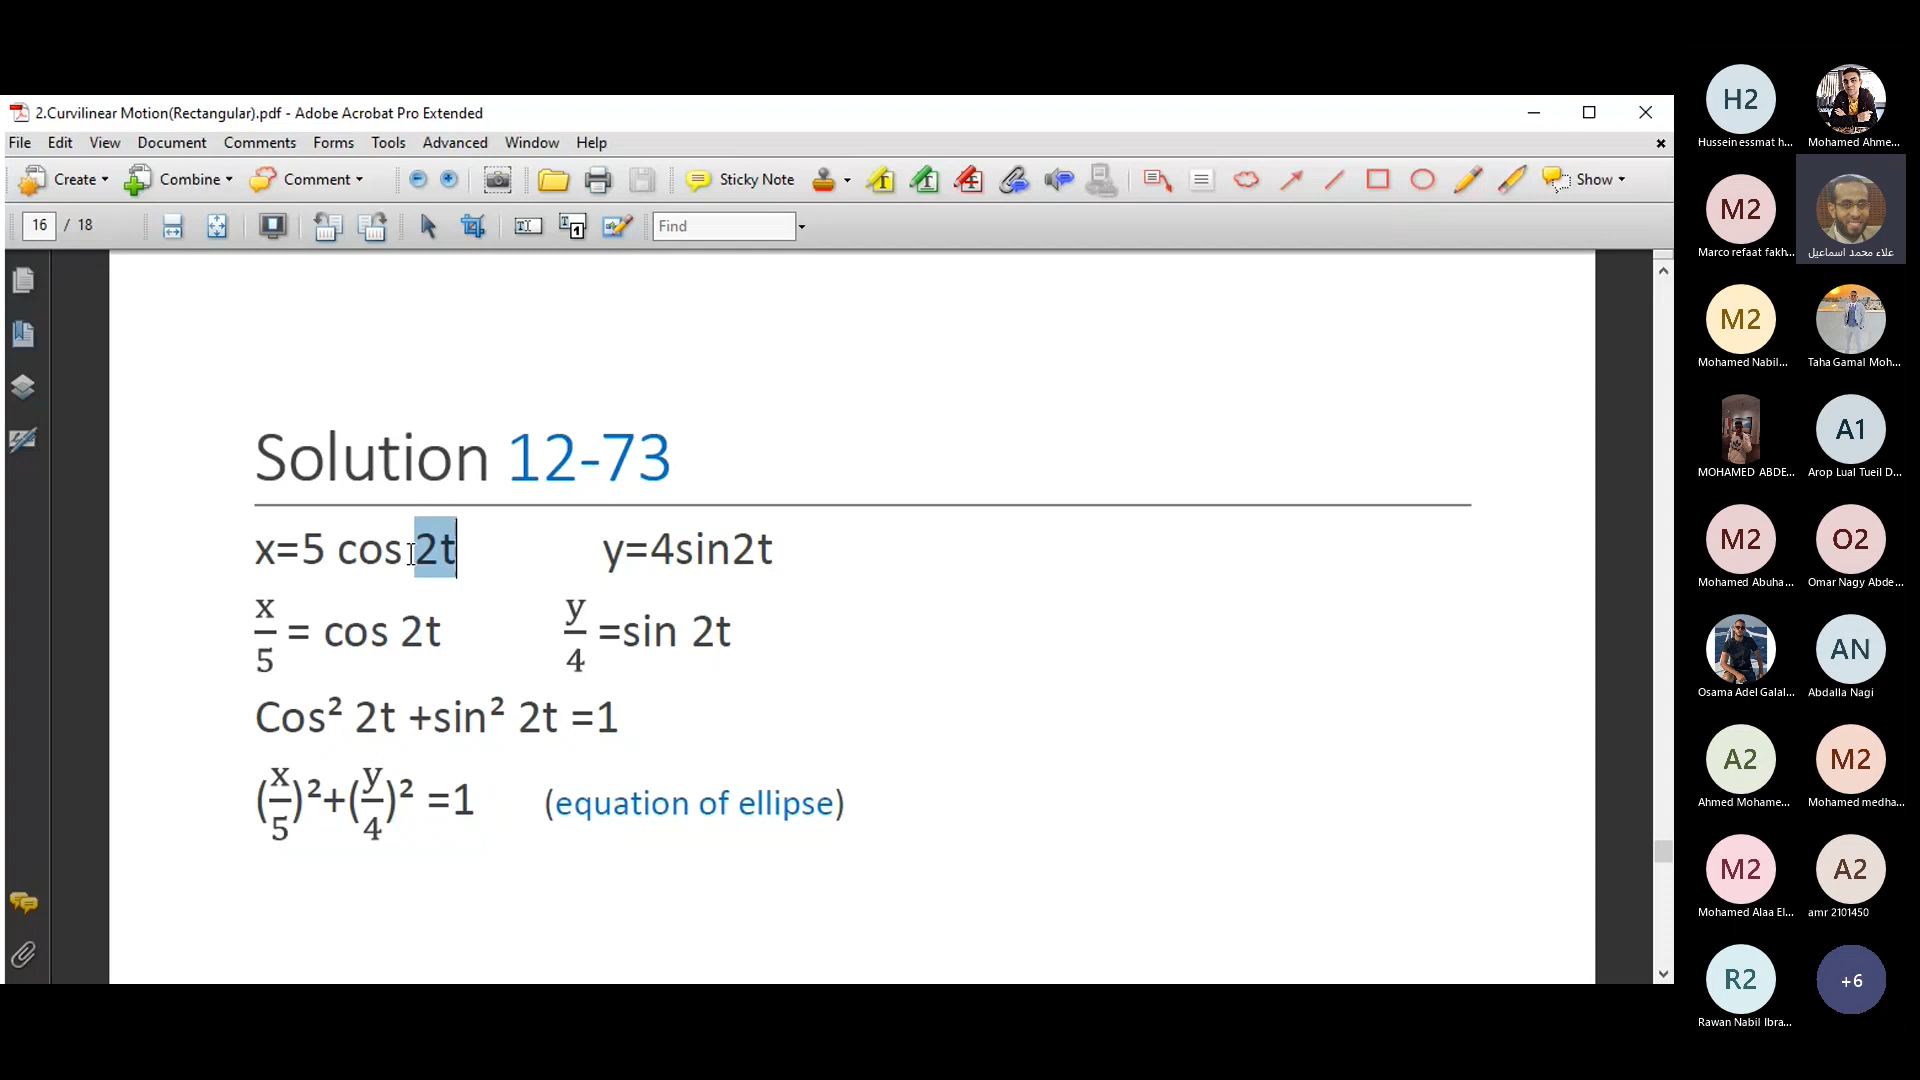 2.Curvilinear Motion(Rectangular).pdf - Adobe Acrobat Pro Extended
File Edit View Document Comments Forms Tools Advanced Window Help
Create Combine Comment Sticky Note Show
16 / 18 Find
Solution 12-73
x=5 cos 2t y=4sin2t
x/5 = cos 2t y/4 =sin 2t
Cos² 2t +sin² 2t =1
(x/5)²+(y/4)² =1 (equation of ellipse)
H2
Hussein essmat h... Mohamed Ahme...
M2
Marco refaat fakh... علاء محمد اسماعيل
M2
Mohamed Nabil... Taha Gamal Moh...
A1
MOHAMED ABDE... Arop Lual Tueil D...
M2 O2
Mohamed Abuha... Omar Nagy Abde...
AN
Osama Adel Galal... Abdalla Nagi
A2 M2
Ahmed Mohame... Mohamed medha...
M2 A2
Mohamed Alaa El... amr 2101450
R2 +6
Rawan Nabil Ibra...